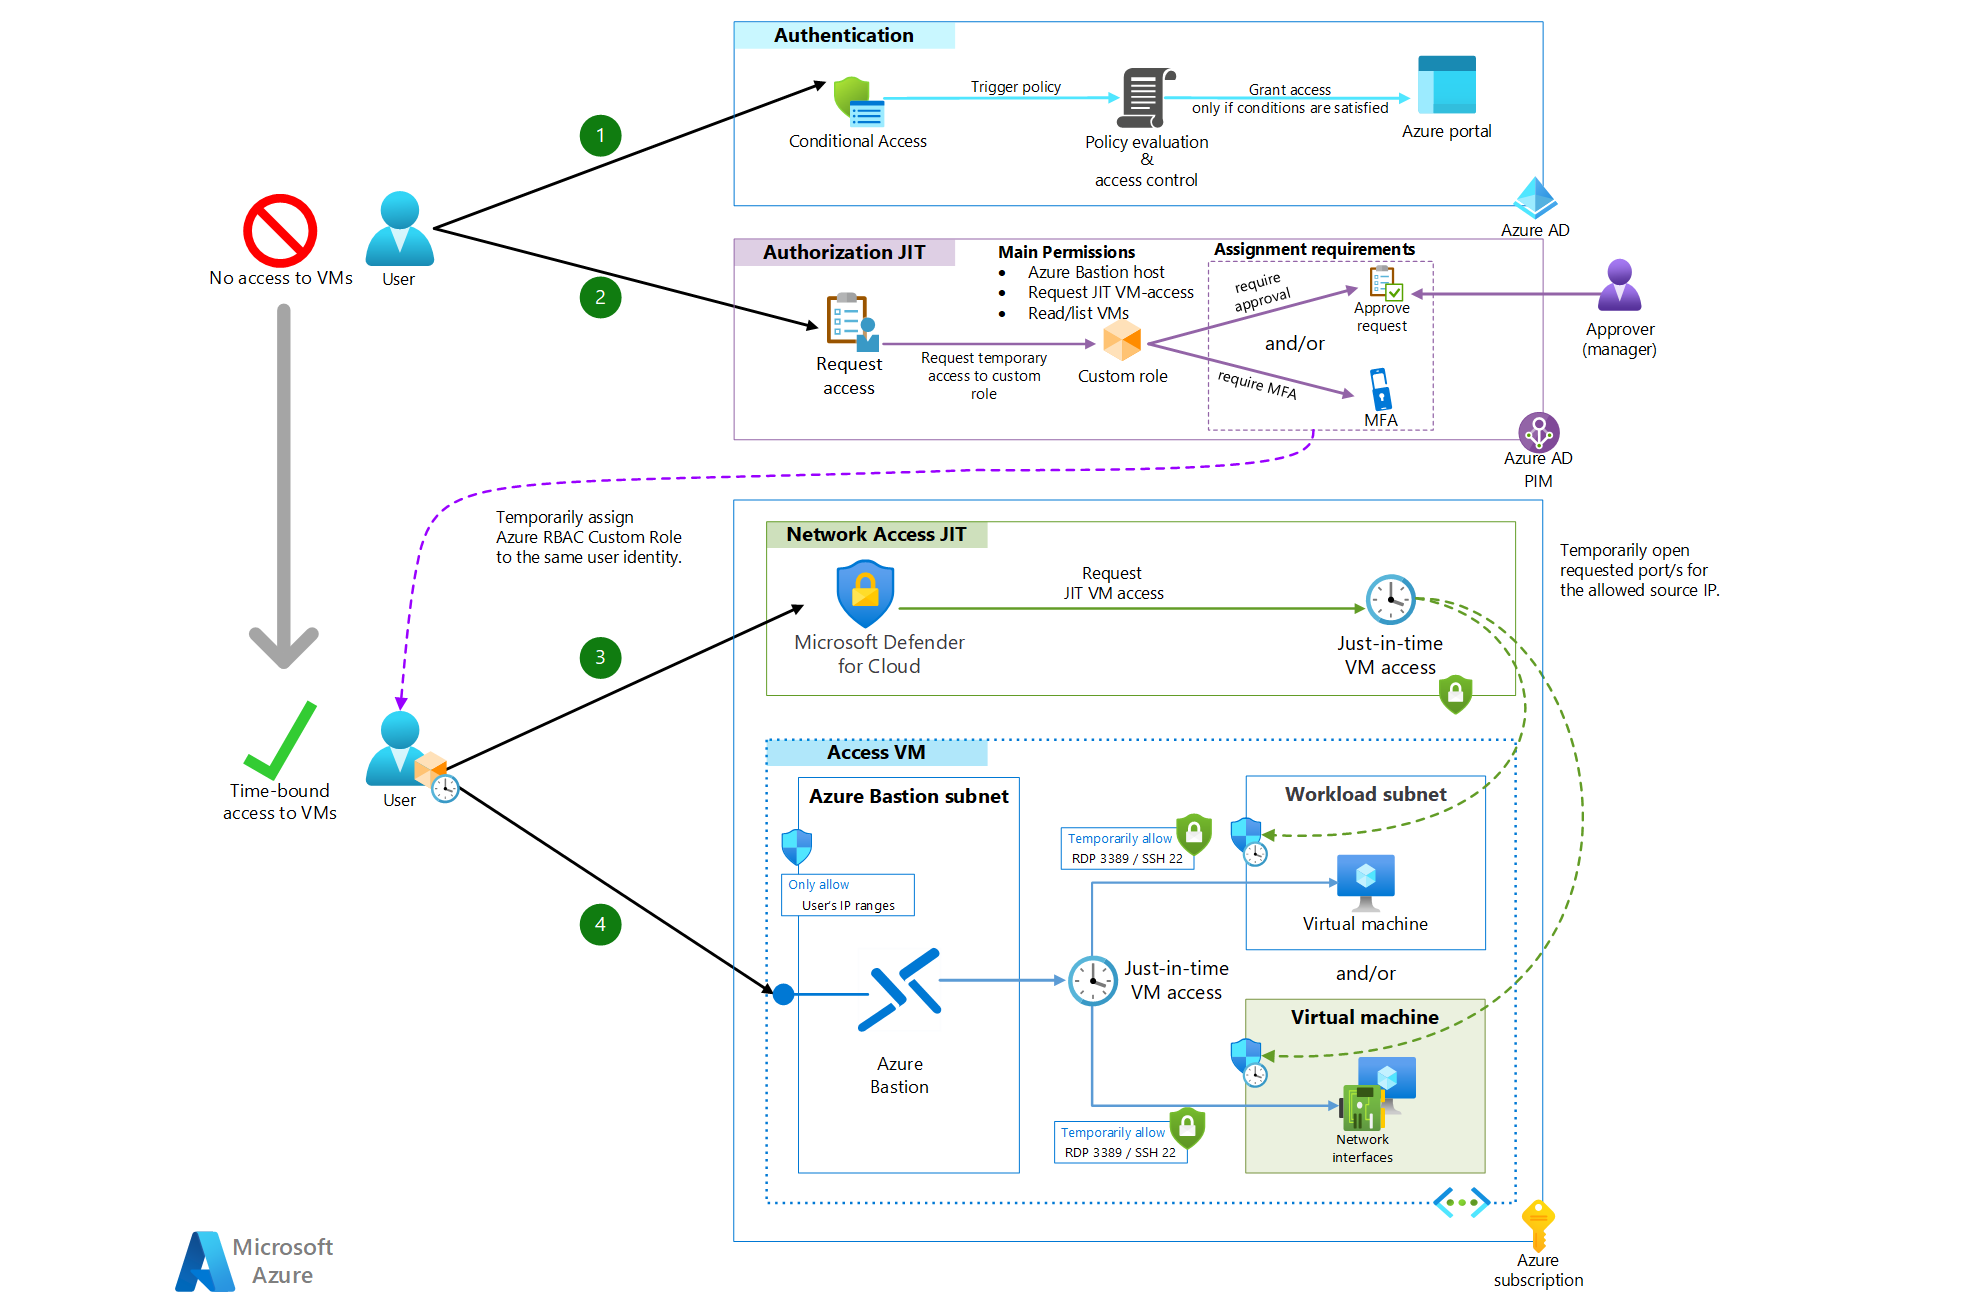 Authentication
Trigger policy
Grant access
only if conditions are satisfied
Conditional Access
Policy evaluation
&
access control
Azure portal
1
Azure AD
No access to VMs
User
2
Authorization JIT
Main Permissions
• Azure Bastion host
• Request JIT VM-access
• Read/list VMs
Assignment requirements
require
approval
Approve
request
and/or
require MFA
MFA
Request
access
Request temporary
access to custom
role
Custom role
Approver
(manager)
Azure AD
PIM
Temporarily assign
Azure RBAC Custom Role
to the same user identity.
Network Access JIT
Request
JIT VM access
Microsoft Defender
for Cloud
Just-in-time
VM access
Temporarily open
requested port/s for
the allowed source IP.
3
Time-bound
access to VMs
User
4
Access VM
Azure Bastion subnet
Only allow
User's IP ranges
Azure
Bastion
Temporarily allow
RDP 3389 / SSH 22
Workload subnet
Virtual machine
Just-in-time
VM access
and/or
Virtual machine
Temporarily allow
RDP 3389 / SSH 22
Network
interfaces
Azure
subscription
Microsoft
Azure